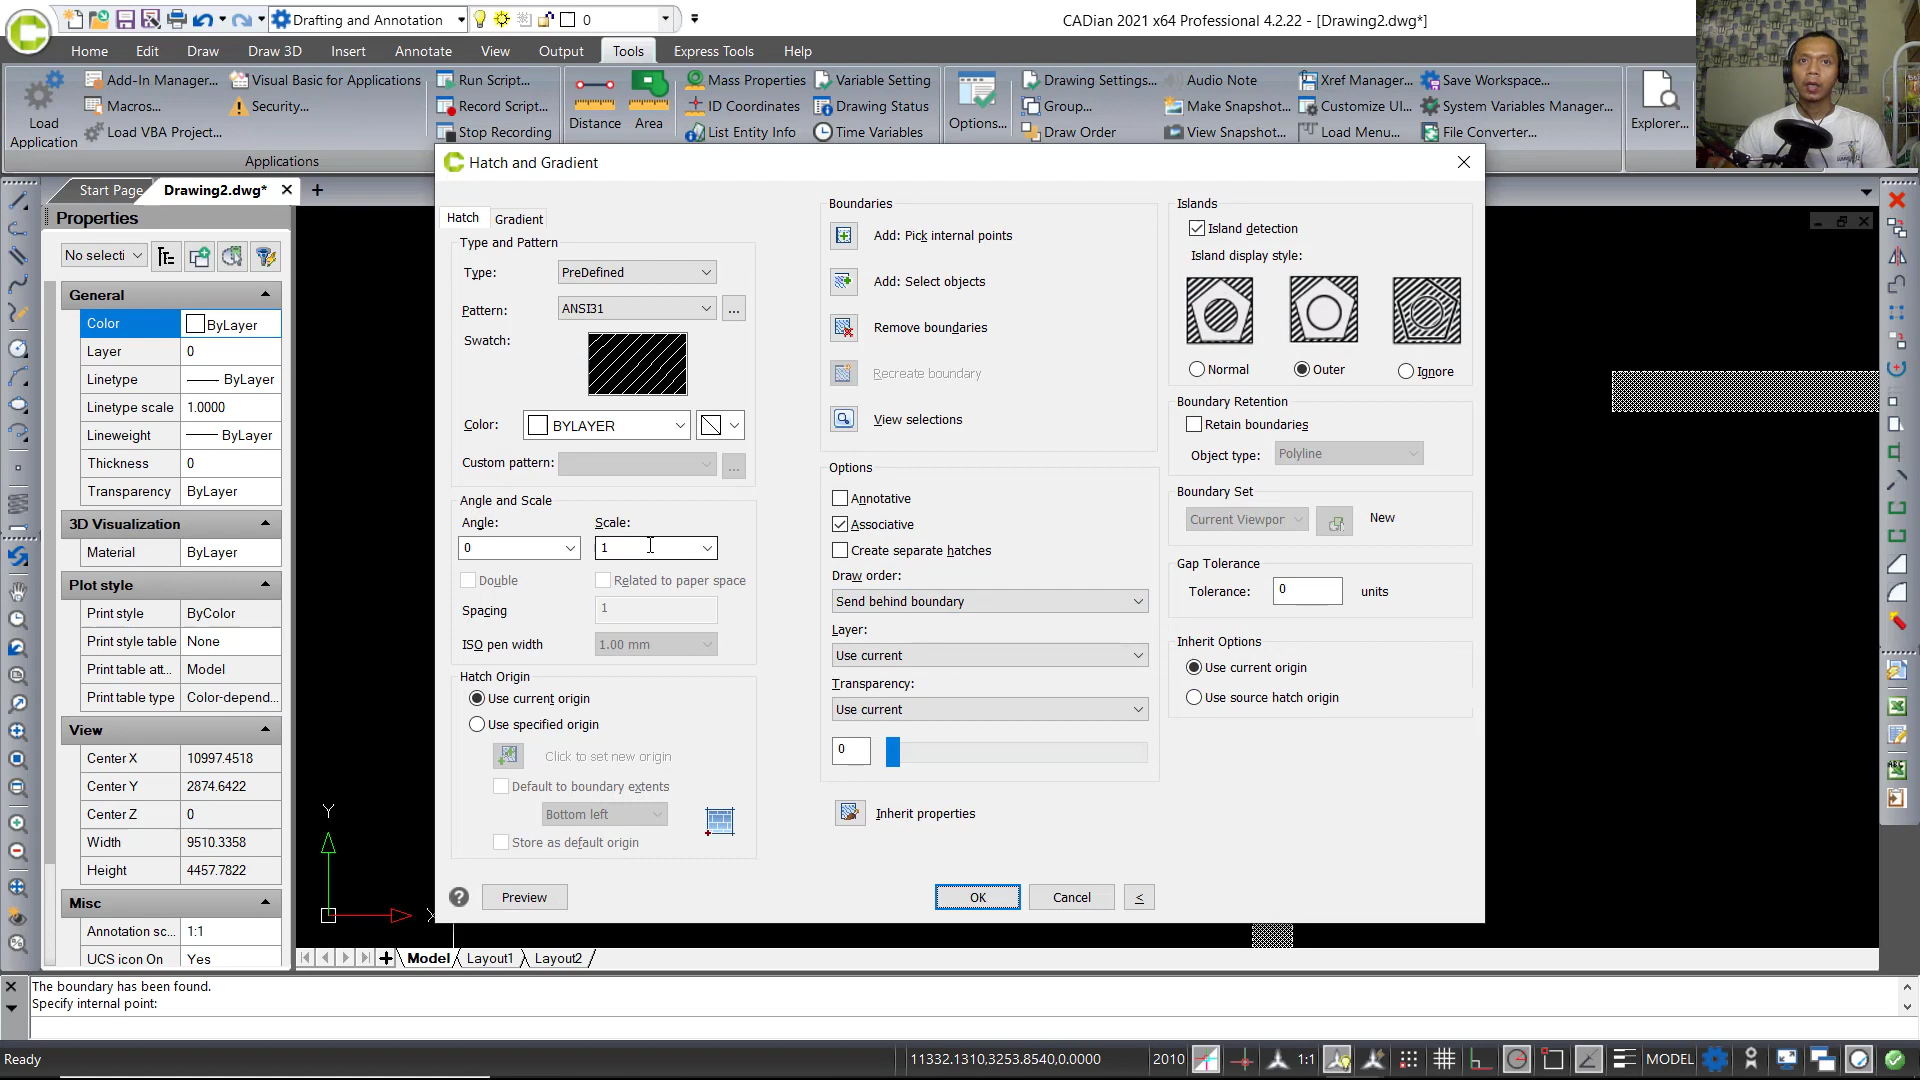 Drafting and Annotation
0
CADian 2021 x64 Professional 4.2.22 - [Drawing2.dwg*]
Home Edit Draw Draw 3D Insert Annotate View Output Tools Express Tools Help
Add-In Manager... Visual Basic for Applications Run Script... Mass Properties Variable Setting Drawing Settings... Audio Note Xref Manager... Save Workspace...
Macros... Security... Record Script... ID Coordinates Drawing Status Group... Make Snapshot... Customize UI... System Variables Manager...
Load Application Load VBA Project... Stop Recording Distance Area List Entity Info Time Variables Options... Draw Order View Snapshot... Load Menu... File Converter... Explorer...
Applications
Start Page Drawing2.dwg*
Properties
No selecti
General
Color ByLayer
Layer 0
Linetype ByLayer
Linetype scale 1.0000
Lineweight ByLayer
Thickness 0
Transparency ByLayer
3D Visualization
Material ByLayer
Plot style
Print style ByColor
Print style table None
Print table att... Model
Print table type Color-depend...
View
Center X 10997.4518
Center Y 2874.6422
Center Z 0
Width 9510.3358
Height 4457.7822
Misc
Annotation sc... 1:1
UCS icon On Yes
Hatch and Gradient
Hatch Gradient
Type and Pattern
Type: PreDefined
Pattern: ANSI31 ...
Swatch:
Color: BYLAYER
Custom pattern: ...
Angle and Scale
Angle: Scale:
0 1
Double Related to paper space
Spacing 1
ISO pen width 1.00 mm
Hatch Origin
Use current origin
Use specified origin
Click to set new origin
Default to boundary extents
Bottom left
Store as default origin
Preview
Boundaries
Add: Pick internal points
Add: Select objects
Remove boundaries
Recreate boundary
View selections
Options
Annotative
Associative
Create separate hatches
Draw order:
Send behind boundary
Layer:
Use current
Transparency:
Use current
0
Inherit properties
OK Cancel <
Islands
Island detection
Island display style:
Normal Outer Ignore
Boundary Retention
Retain boundaries
Object type: Polyline
Boundary Set
Current Viewpor New
Gap Tolerance
Tolerance: 0 units
Inherit Options
Use current origin
Use source hatch origin
Y
X
Model Layout1 Layout2
The boundary has been found.
Specify internal point:
Ready 11332.1310,3253.8540,0.0000 2010 1:1 MODEL